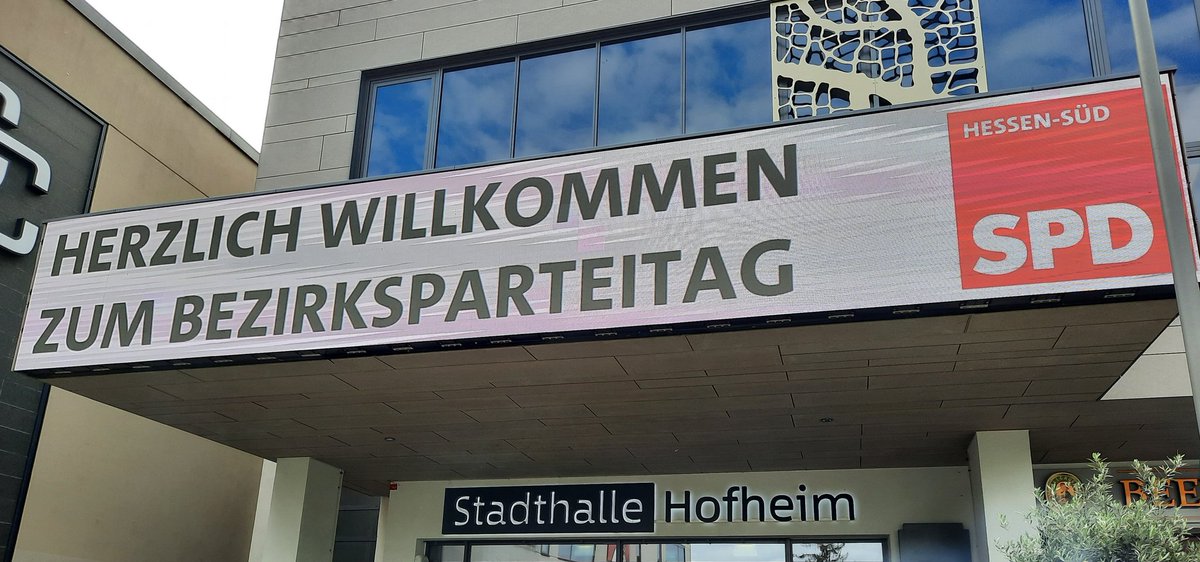 HERZLICH WILLKOMMEN
ZUM BEZIRKSPARTEITAG
HESSEN-SÜD
SPD
Stadthalle Hofheim